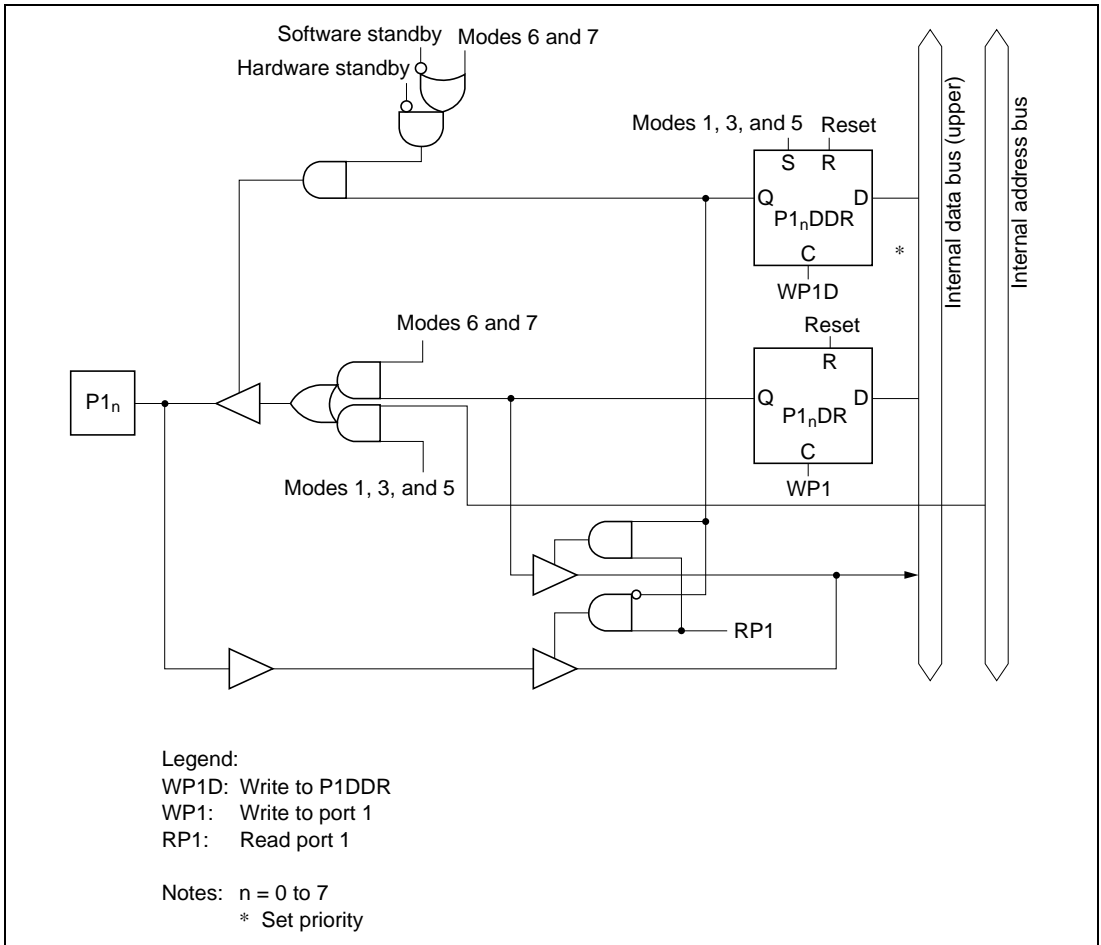 Software standby
Modes 6 and 7
Hardware standby
Modes 1, 3, and 5
Reset
S
R
Q
D
P1nDDR
C
*
WP1D
Internal data bus (upper)
Internal address bus
Modes 6 and 7
Reset
R
P1n
Q
D
P1nDR
C
WP1
Modes 1, 3, and 5
RP1
Legend:
WP1D: Write to P1DDR
WP1: Write to port 1
RP1: Read port 1
Notes: n = 0 to 7
* Set priority